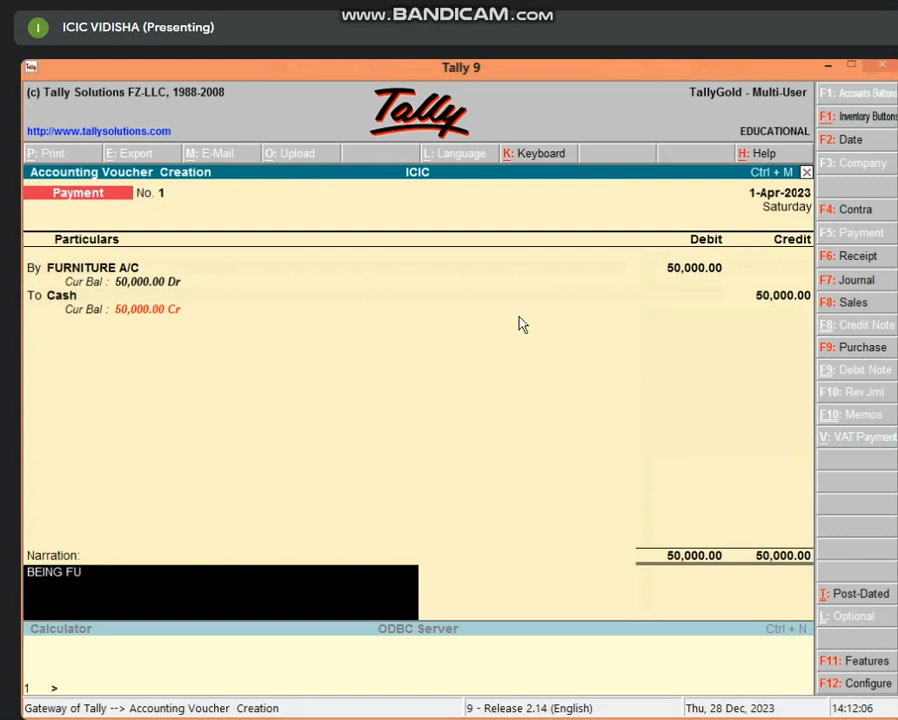 www.BANDICAM.com
I ICIC VIDISHA (Presenting)
Tally Tally 9
(c) Tally Solutions FZ-LLC, 1988-2008 Tally TallyGold - Multi-User
http://www.tallysolutions.com EDUCATIONAL
P: Print E: Export M: E-Mail O: Upload L: Language K: Keyboard H: Help
Accounting Voucher Creation ICIC Ctrl + M
Payment No. 1 1-Apr-2023
Saturday
Particulars Debit Credit
By FURNITURE A/C 50,000.00
Cur Bal : 50,000.00 Dr
To Cash 50,000.00
Cur Bal : 50,000.00 Cr
Narration: 50,000.00 50,000.00
BEING FU
Calculator ODBC Server Ctrl + N
1 >
Gateway of Tally --> Accounting Voucher Creation 9 - Release 2.14 (English) Thu, 28 Dec, 2023 14:12:06
F1: Accounts Buttons
F1: Inventory Buttons
F2: Date
F3: Company
F4: Contra
F5: Payment
F6: Receipt
F7: Journal
F8: Sales
F8: Credit Note
F9: Purchase
F9: Debit Note
F10: Rev Jrnl
F10: Memos
V: VAT Payment
T: Post-Dated
L: Optional
F11: Features
F12: Configure